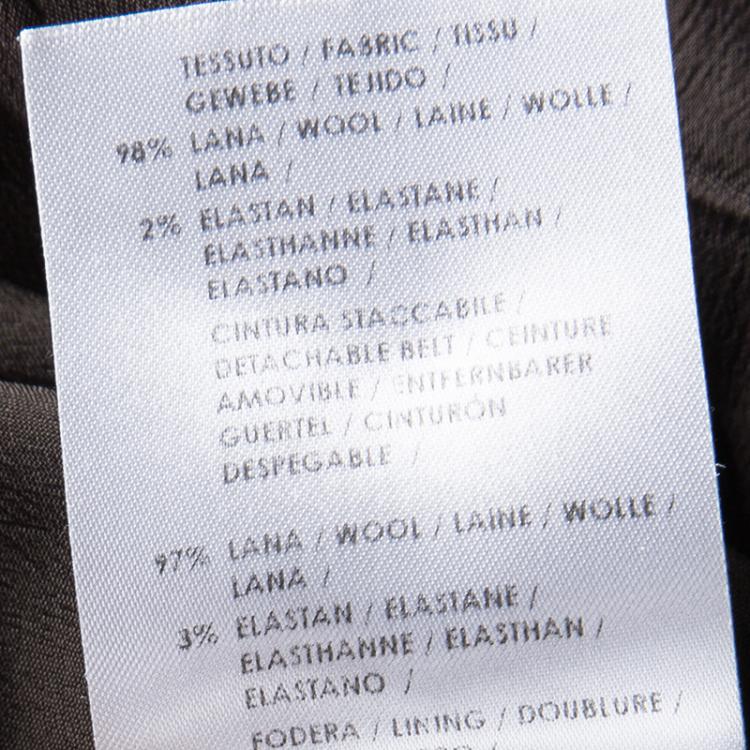 TESSUTO / FABRIC / TISSU /
GEWEBE / TEJIDO /
98% LANA / WOOL / LAINE / WOLLE /
LANA /
2% ELASTAN / ELASTANE /
ELASTHANNE / ELASTHAN /
ELASTANO /
CINTURA STACCABILE /
DETACHABLE BELT / CEINTURE
AMOVIBLE / ENTFERNBARER
GUERTEL / CINTURÓN
DESPEGABLE /
97% LANA / WOOL / LAINE / WOLLE /
LANA /
3% ELASTAN / ELASTANE /
ELASTHANNE / ELASTHAN /
ELASTANO /
FODERA / LINING / DOUBLURE /